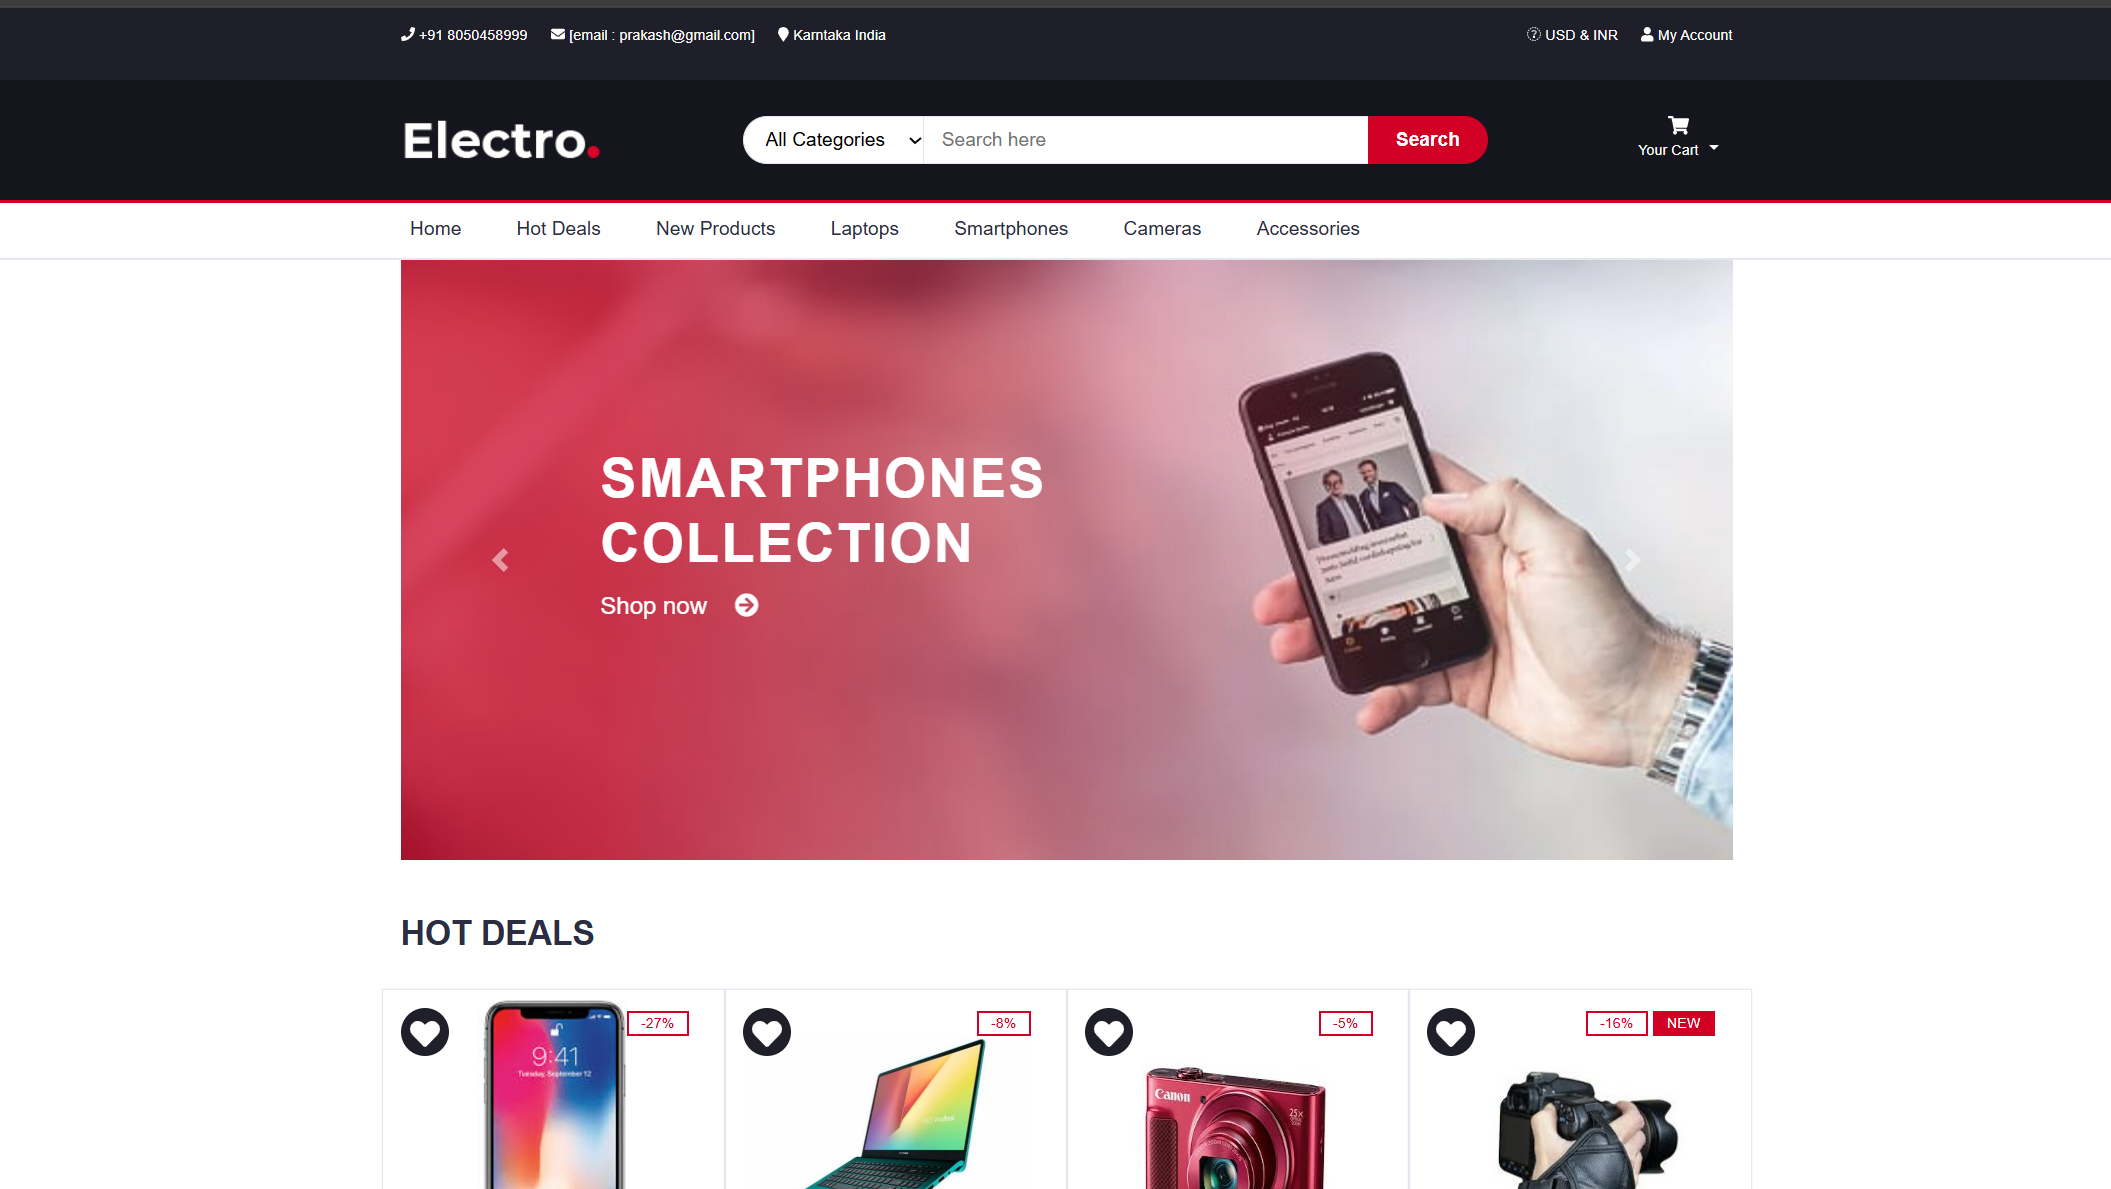 +91 8050458999 [email : prakash@gmail.com] Karntaka India USD & INR My Account
Electro.
All Categories Search here Search
Your Cart
Home Hot Deals New Products Laptops Smartphones Cameras Accessories
SMARTPHONES
COLLECTION
Shop now
HOT DEALS
-27% -8% -5% -16% NEW
9:41
Tuesday, September 12
Canon
25x